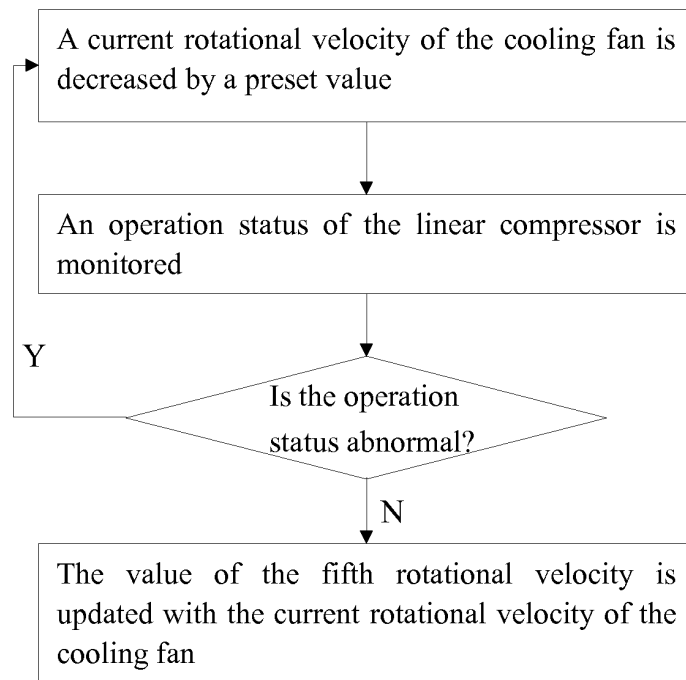 A current rotational velocity of the cooling fan is
decreased by a preset value
An operation status of the linear compressor is
monitored
Y
Is the operation
status abnormal?
N
The value of the fifth rotational velocity is
updated with the current rotational velocity of the
cooling fan